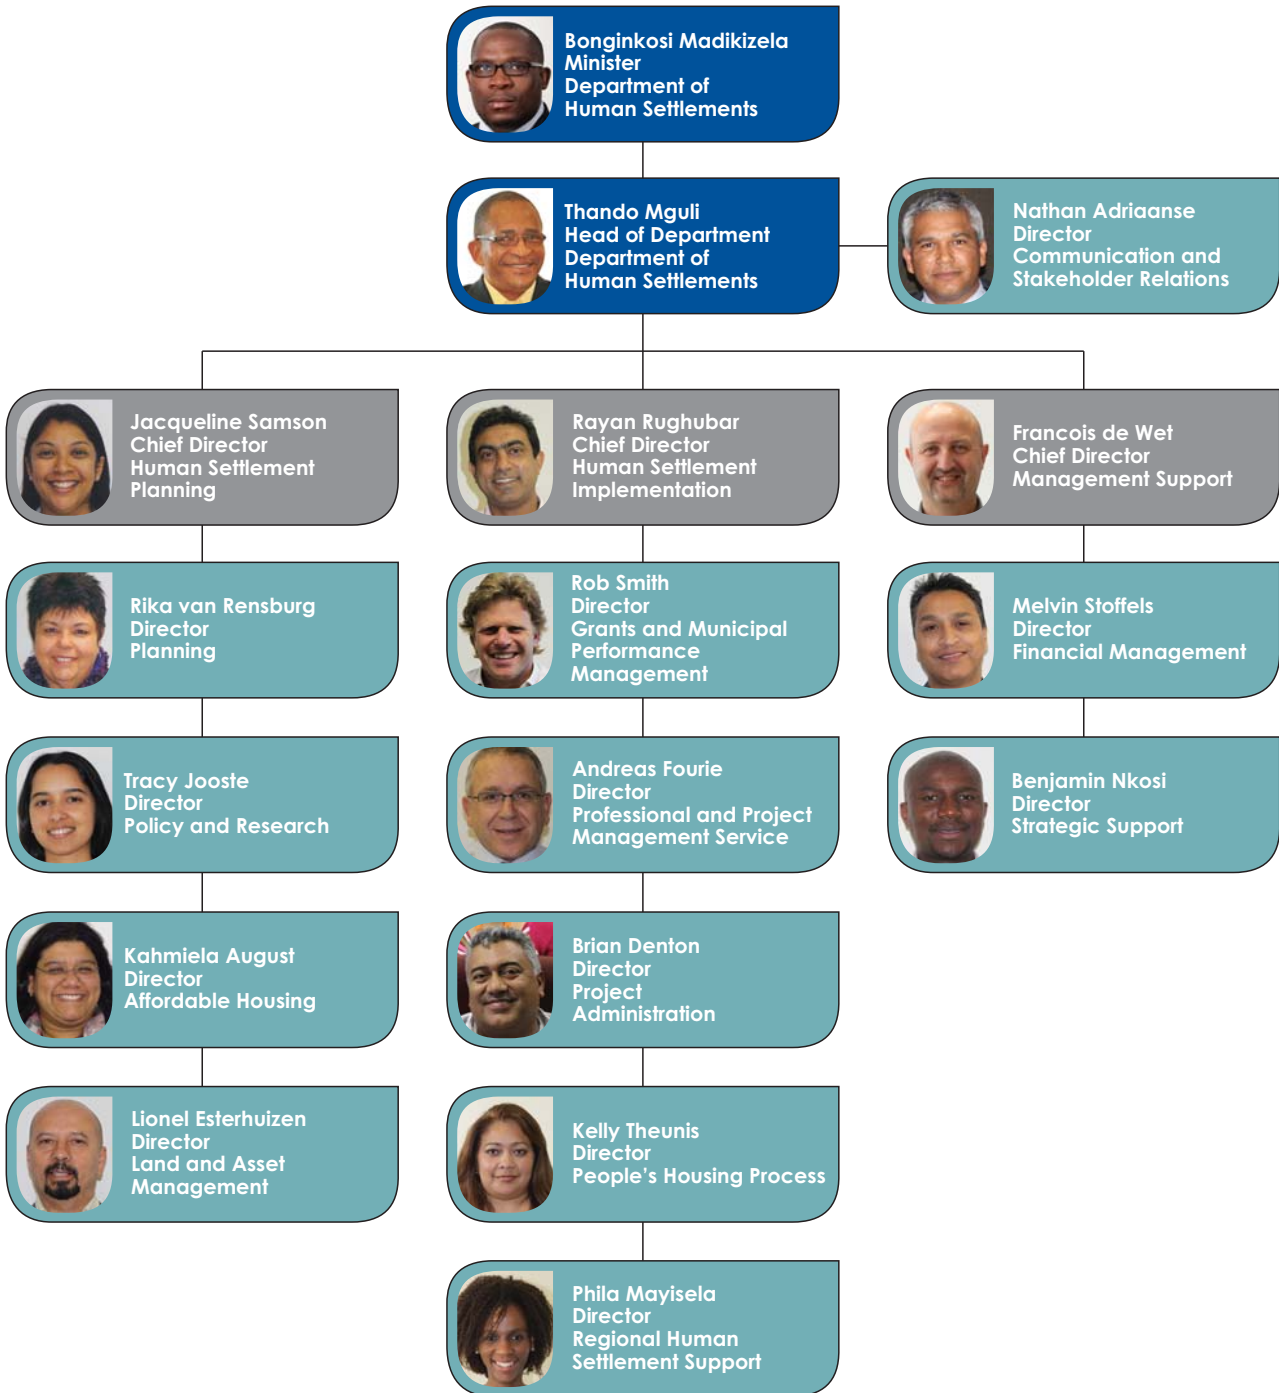 Bonginkosi Madikizela
Minister
Department of
Human Settlements
Thando Mguli
Head of Department
Department of
Human Settlements
Nathan Adriaanse
Director
Communication and
Stakeholder Relations
Jacqueline Samson
Chief Director
Human Settlement
Planning
Rayan Rughubar
Chief Director
Human Settlement
Implementation
Francois de Wet
Chief Director
Management Support
Rika van Rensburg
Director
Planning
Rob Smith
Director
Grants and Municipal
Performance
Management
Melvin Stoffels
Director
Financial Management
Tracy Jooste
Director
Policy and Research
Andreas Fourie
Director
Professional and Project
Management Service
Benjamin Nkosi
Director
Strategic Support
Kahmiela August
Director
Affordable Housing
Brian Denton
Director
Project
Administration
Lionel Esterhuizen
Director
Land and Asset
Management
Kelly Theunis
Director
People’s Housing Process
Phila Mayisela
Director
Regional Human
Settlement Support